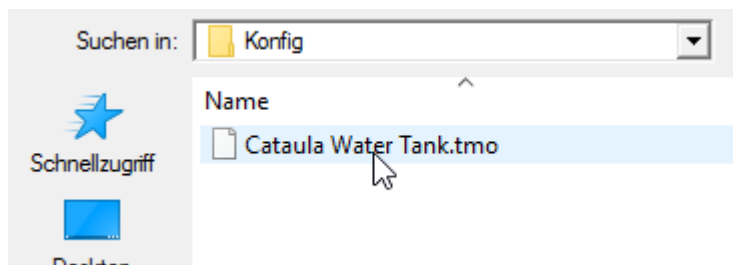 Suchen in:
Konfig
Name
Cataula Water Tank.tmo
Schnellzugriff